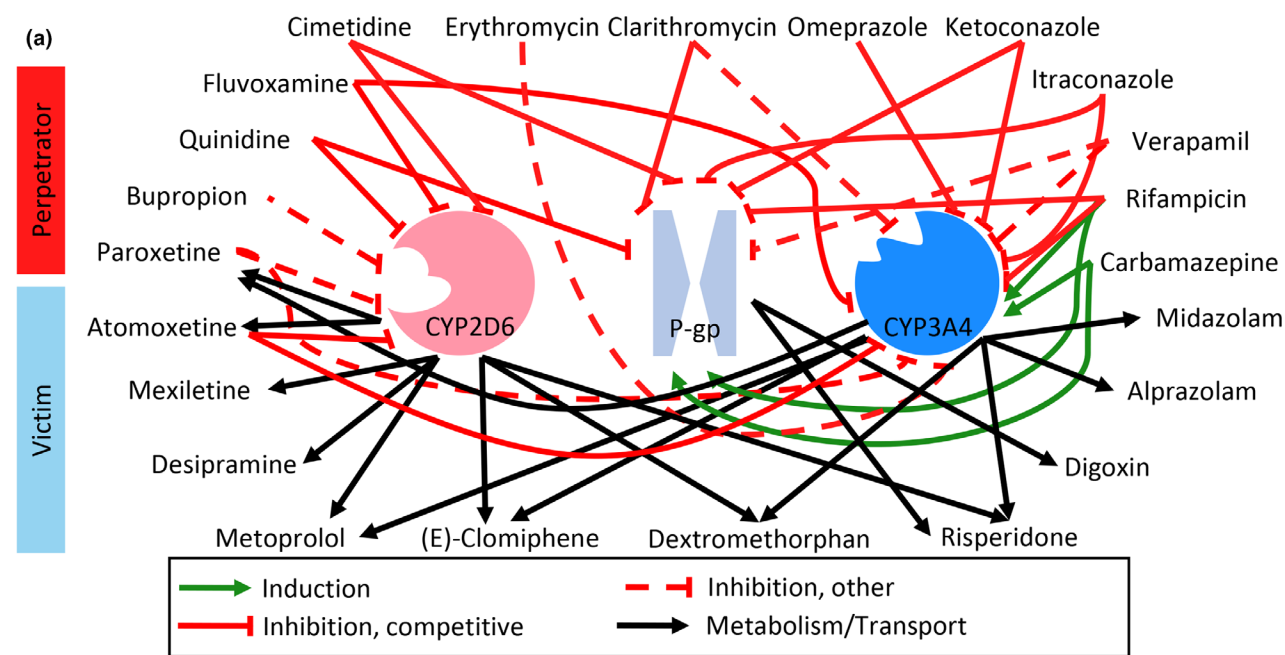 (a)
Cimetidine Erythromycin Clarithromycin Omeprazole Ketoconazole
Fluvoxamine
Itraconazole
Quinidine
Verapamil
Bupropion
Rifampicin
Paroxetine
Carbamazepine
Perpetrator
Atomoxetine
CYP2D6
P-gp
CYP3A4
Midazolam
Mexiletine
Alprazolam
Desipramine
Digoxin
Victim
Metoprolol
(E)-Clomiphene
Dextromethorphan
Risperidone
Induction
Inhibition, other
Inhibition, competitive
Metabolism/Transport